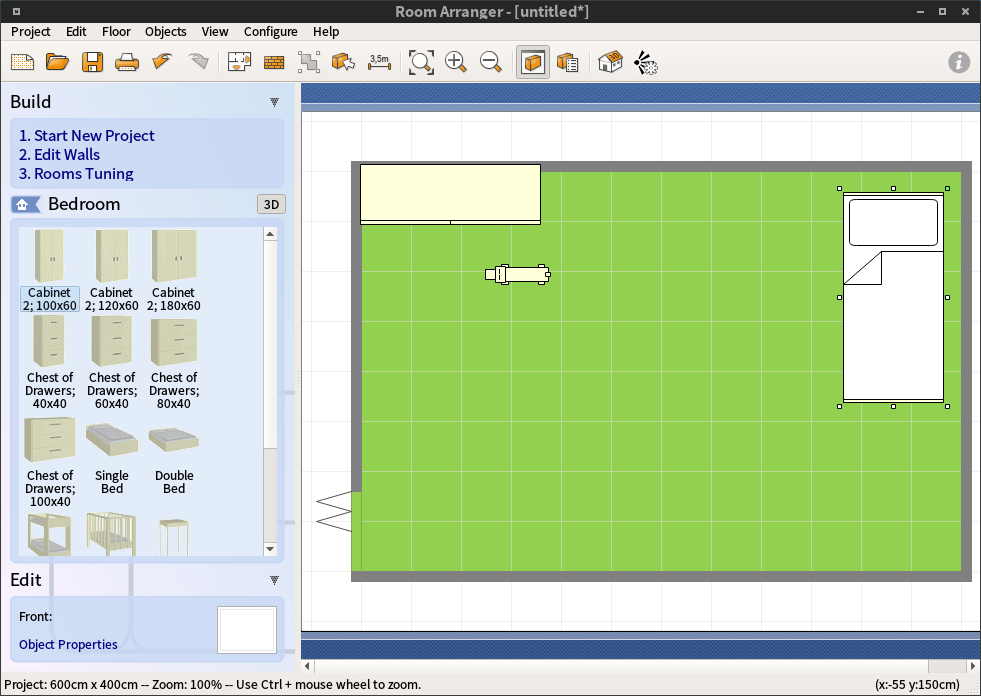 Room Arranger - [untitled*]
Project Edit Floor Objects View Configure Help
3,5m
Build
1. Start New Project
2. Edit Walls
3. Rooms Tuning
Bedroom
3D
Cabinet
2; 100x60
Cabinet
2; 120x60
Cabinet
2; 180x60
Chest of
Drawers;
40x40
Chest of
Drawers;
60x40
Chest of
Drawers;
80x40
Chest of
Drawers;
100x40
Single
Bed
Double
Bed
Edit
Front:
Object Properties
Project: 600cm x 400cm -- Zoom: 100% -- Use Ctrl + mouse wheel to zoom.
(x:-55 y:150cm)